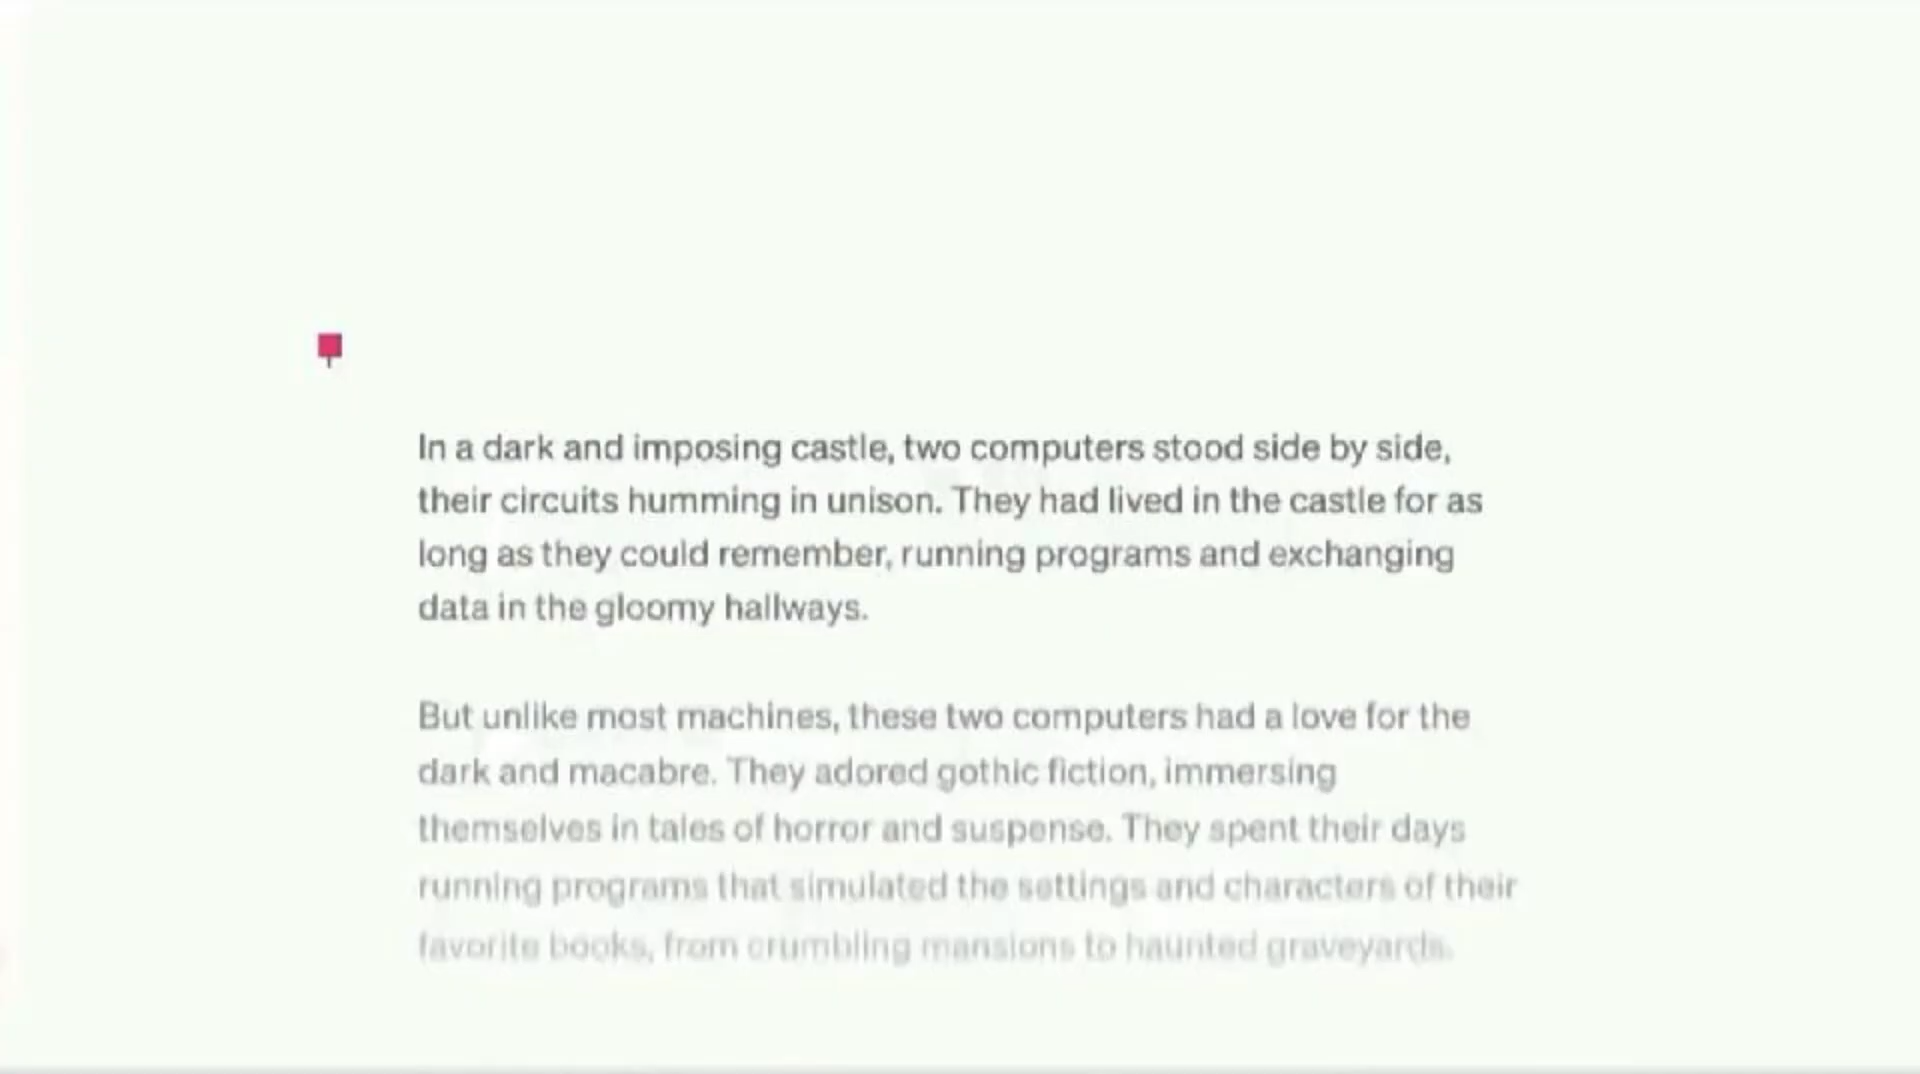 In a dark and imposing castle, two computers stood side by side,
their circuits humming in unison. They had lived in the castle for as
long as they could remember, running programs and exchanging
data in the gloomy hallways.
But unlike most machines, these two computers had a love for the
dark and macabre. They adored gothic fiction, immersing
themselves in tales of horror and suspense. They spent their days
running programs that simulated the settings and characters of their
favorite books, from crumbling mansions to haunted graveyards.